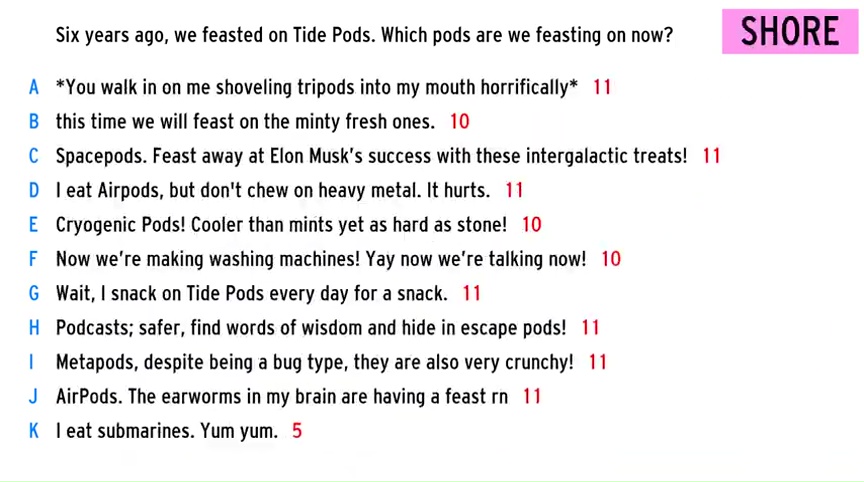 Six years ago, we feasted on Tide Pods. Which pods are we feasting on now?
SHORE
A *You walk in on me shoveling tripods into my mouth horrifically* 11
B this time we will feast on the minty fresh ones. 10
C Spacepods. Feast away at Elon Musk's success with these intergalactic treats! 11
D I eat Airpods, but don't chew on heavy metal. It hurts. 11
E Cryogenic Pods! Cooler than mints yet as hard as stone! 10
F Now we're making washing machines! Yay now we're talking now! 10
G Wait, I snack on Tide Pods every day for a snack. 11
H Podcasts; safer, find words of wisdom and hide in escape pods! 11
I Metapods, despite being a bug type, they are also very crunchy! 11
J AirPods. The earworms in my brain are having a feast rn 11
K I eat submarines. Yum yum. 5